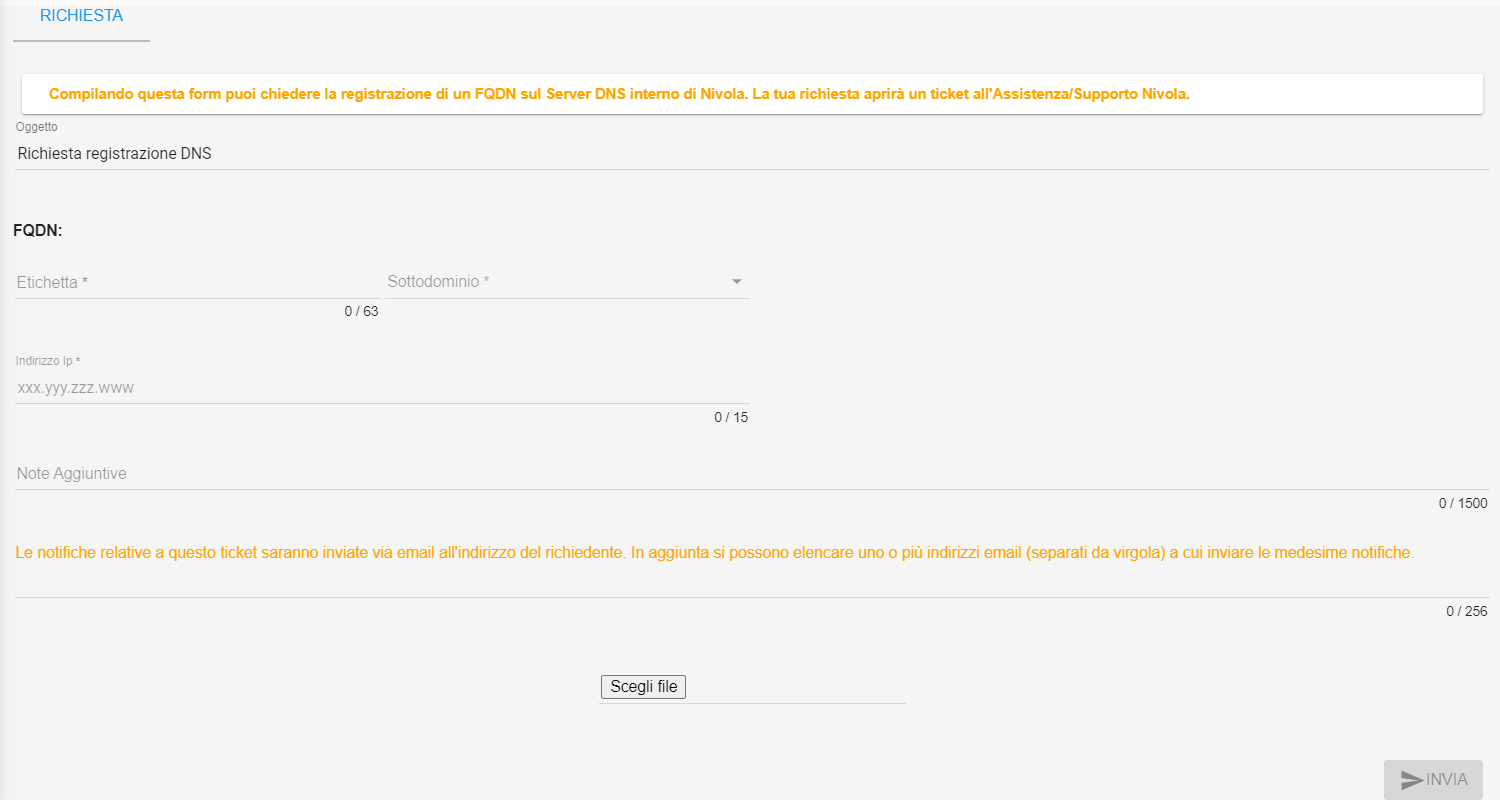 RICHIESTA
Compilando questa form puoi chiedere la registrazione di un FQDN sul Server DNS interno di Nivola. La tua richiesta aprirà un ticket all'Assistenza/Supporto Nivola.
Oggetto
Richiesta registrazione DNS
FQDN:
Etichetta *
Sottodominio *
0 / 63
Indirizzo Ip *
xxx.yyy.zzz.www
0 / 15
Note Aggiuntive
0 / 1500
Le notifiche relative a questo ticket saranno inviate via email all'indirizzo del richiedente. In aggiunta si possono elencare uno o più indirizzi email (separati da virgola) a cui inviare le medesime notifiche.
0 / 256
Scegli file
INVIA